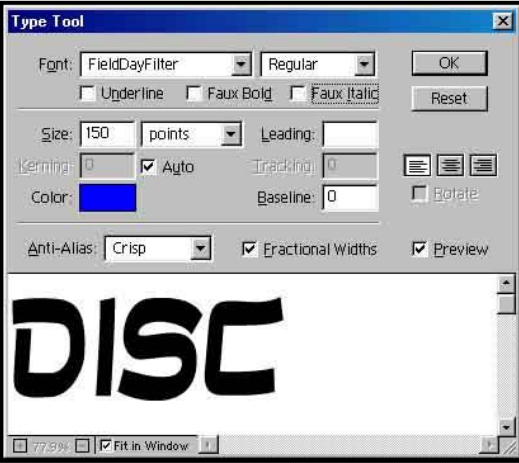 Type Tool
Font: FieldDayFilter Regular OK
Underline Faux Bold Faux Italic Reset
Size: 150 points Leading:
Kerning: 0 Auto Tracking: 0
Color: Baseline: 0 Rotate
Anti-Alias: Crisp Fractional Widths Preview
DISC
77.9% Fit in Window